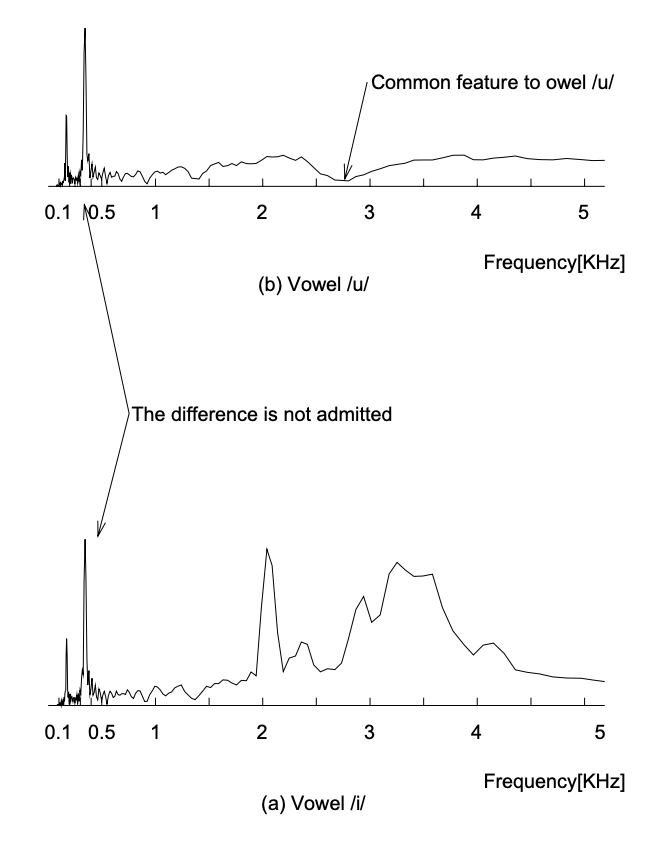 Common feature to owel /u/
0.1 0.5 1 2 3 4 5
Frequency[KHz]
(b) Vowel /u/
The difference is not admitted
0.1 0.5 1 2 3 4 5
Frequency[KHz]
(a) Vowel /i/